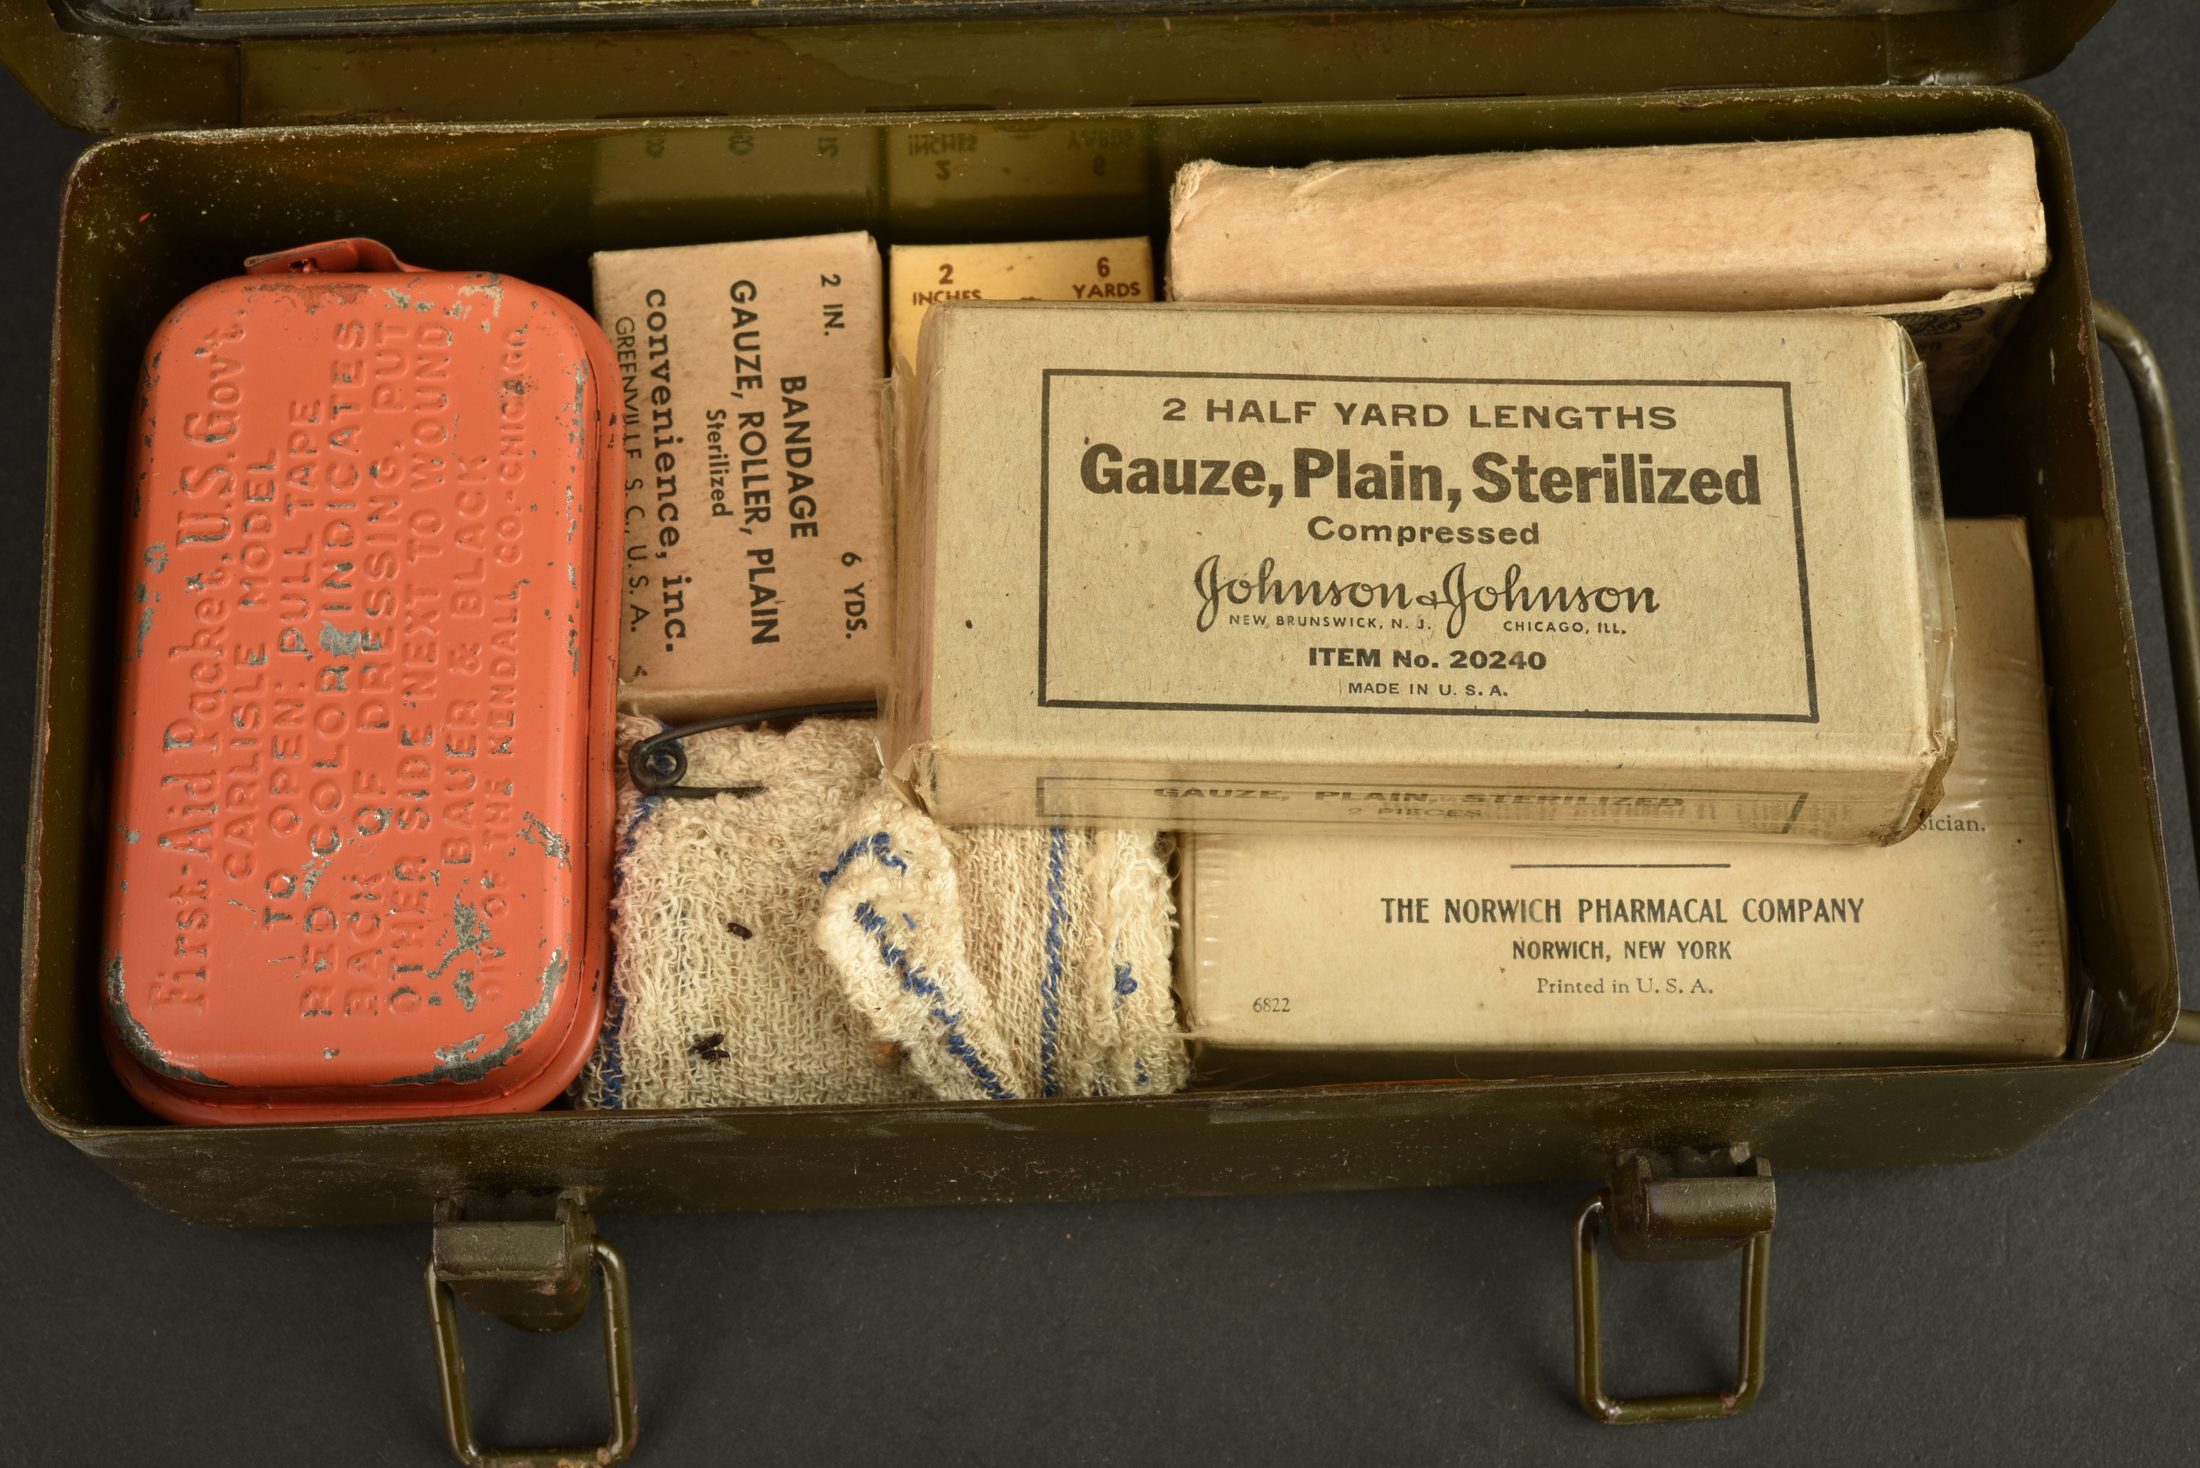 First-Aid Packet, U.S. Gov't.
CARLISLE MODEL
TO OPEN: PULL TAPE
RED COLOR INDICATES
BACK OF DRESSING. PUT
OTHER SIDE NEXT TO WOUND
BAUER & BLACK
DIV OF THE KENDALL CO.-CHICAGO
2 IN. 6 YDS.
BANDAGE
GAUZE, ROLLER, PLAIN
Sterilized
convenience, inc.
GREENVILLE, S. C., U. S. A.
2 6
INCHES YARDS
2 HALF YARD LENGTHS
Gauze, Plain, Sterilized
Compressed
Johnson & Johnson
NEW BRUNSWICK, N. J. CHICAGO, ILL.
ITEM No. 20240
MADE IN U. S. A.
GAUZE, PLAIN, STERILIZED
2 PIECES
sician.
THE NORWICH PHARMACAL COMPANY
NORWICH, NEW YORK
Printed in U. S. A.
6822